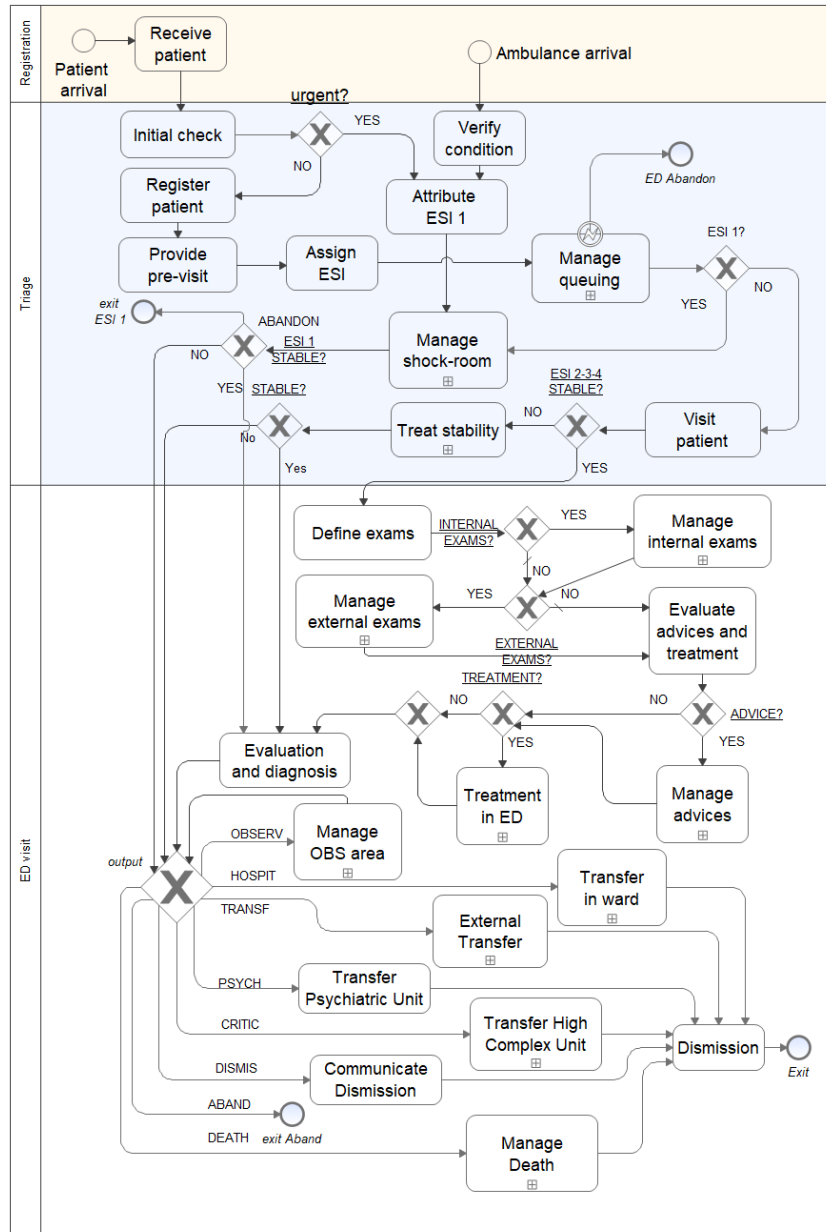 Registration
Receive
patient
Patient
arrival
Ambulance arrival
Triage
urgent?
Initial check
YES
NO
Verify
condition
Register
patient
Attribute
ESI 1
ED Abandon
Provide
pre-visit
Assign
ESI
Manage
queuing
ESI 1?
YES
NO
exit
ESI 1
ABANDON
ESI 1
STABLE?
NO
YES
Manage
shock-room
STABLE?
No
Yes
Treat stability
NO
ESI 2-3-4
STABLE?
YES
Visit
patient
ED visit
Define exams
INTERNAL
EXAMS?
YES
NO
Manage
internal exams
Manage
external exams
YES
NO
EXTERNAL
EXAMS?
Evaluate
advices and
treatment
TREATMENT?
NO
YES
NO
ADVICE?
YES
Evaluation
and diagnosis
Treatment
in ED
Manage
advices
output
OBSERV
Manage
OBS area
HOSPIT
Transfer
in ward
TRANSF
External
Transfer
PSYCH
Transfer
Psychiatric Unit
CRITIC
Transfer High
Complex Unit
Dismission
Exit
DISMIS
Communicate
Dismission
ABAND
exit Aband
DEATH
Manage
Death